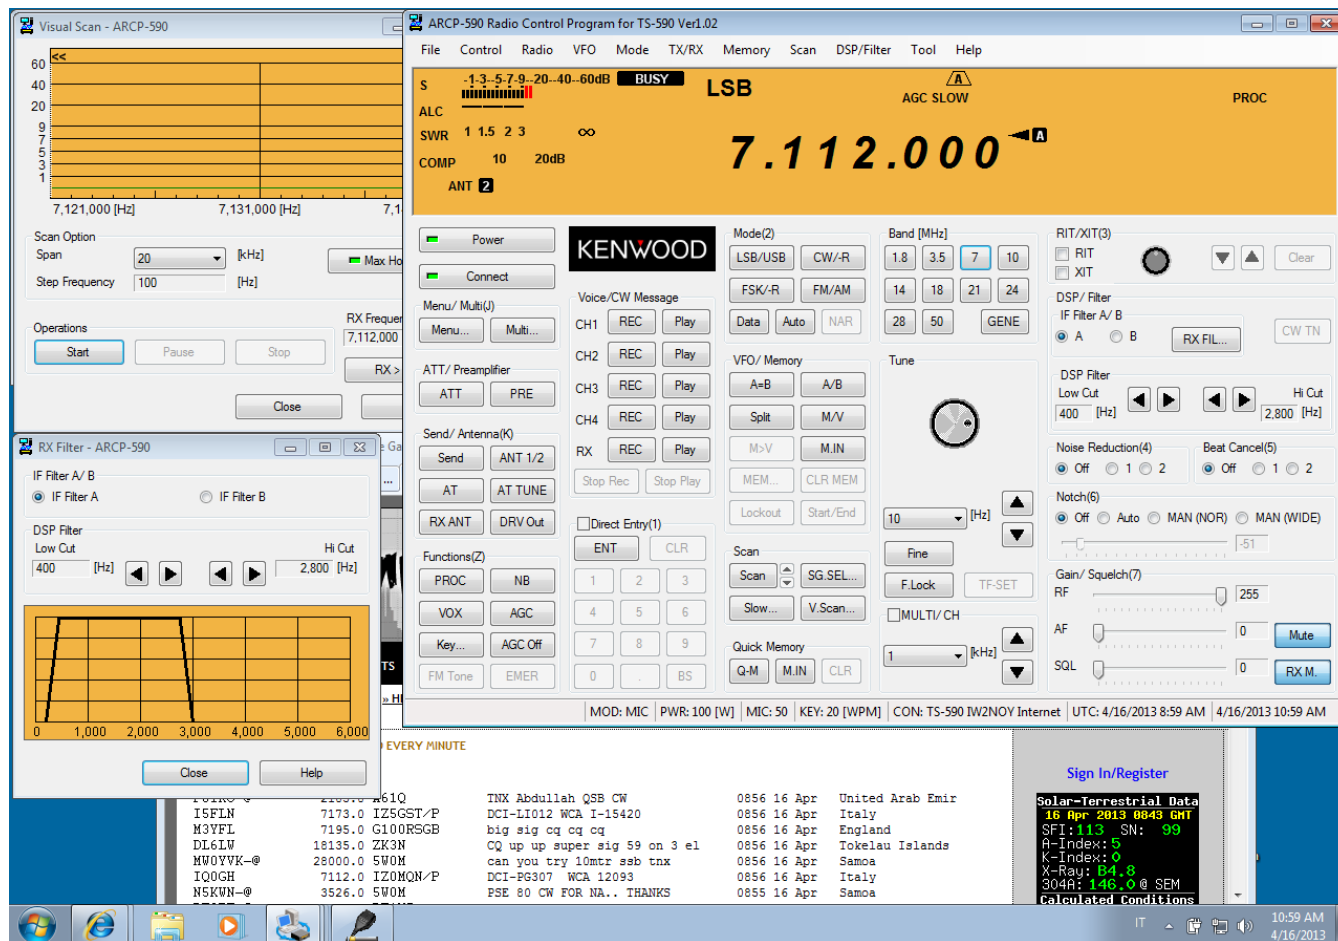 Visual Scan - ARCP-590
<<
60
40
20
9
7
5
3
1
7,121,000 [Hz] 7,131,000 [Hz] 7,1
Scan Option
Span 20 [kHz] Max Ho
Step Frequency 100 [Hz]
Operations RX Frequer
7,112,000
Start Pause Stop
RX >
Close
RX Filter - ARCP-590
IF Filter A/ B
IF Filter A IF Filter B
DSP Filter
Low Cut Hi Cut
400 [Hz] 2,800 [Hz]
0 1,000 2,000 3,000 4,000 5,000 6,000
Close Help
ARCP-590 Radio Control Program for TS-590 Ver1.02
File Control Radio VFO Mode TX/RX Memory Scan DSP/Filter Tool Help
S -1-3--5-7-9--20--40--60dB BUSY LSB A
AGC SLOW PROC
ALC
SWR 1 1.5 2 3 ∞
7.112.000 A
COMP 10 20dB
ANT 2
Power
Connect
Menu/ Multi(J)
Menu... Multi...
ATT/ Preamplifier
ATT PRE
Send/ Antenna(K)
Send ANT 1/2
AT AT TUNE
RX ANT DRV Out
Functions(Z)
PROC NB
VOX AGC
Key... AGC Off
FM Tone EMER
KENWOOD
Voice/CW Message
CH1 REC Play
CH2 REC Play
CH3 REC Play
CH4 REC Play
RX REC Play
Stop Rec Stop Play
Direct Entry(1)
ENT CLR
1 2 3
4 5 6
7 8 9
0 . BS
Mode(2)
LSB/USB CW/-R
FSK/-R FM/AM
Data Auto NAR
VFO/ Memory
A=B A/B
Split M/V
M>V M.IN
MEM... CLR MEM
Lockout Start/End
Scan
Scan SG.SEL...
Slow... V.Scan...
Quick Memory
Q-M M.IN CLR
Band [MHz]
1.8 3.5 7 10
14 18 21 24
28 50 GENE
Tune
10 [Hz]
Fine
F.Lock TF-SET
MULTI/ CH
1 [kHz]
RIT/XIT(3)
RIT
XIT
Clear
DSP/ Filter
IF Filter A/ B
A B RX FIL... CW TN
DSP Filter
Low Cut Hi Cut
400 [Hz] 2,800 [Hz]
Noise Reduction(4) Beat Cancel(5)
Off 1 2 Off 1 2
Notch(6)
Off Auto MAN (NOR) MAN (WIDE)
-51
Gain/ Squelch(7)
RF 255
AF 0 Mute
SQL 0 RX M.
MOD: MIC PWR: 100 [W] MIC: 50 KEY: 20 [WPM] CON: TS-590 IW2NOY Internet UTC: 4/16/2013 8:59 AM 4/16/2013 10:59 AM
e Ga
...
TS
» HI
EVERY MINUTE
A61Q TNX Abdullah QSB CW 0856 16 Apr United Arab Emir
I5FLN 7173.0 IZ5GST/P DCI-LI012 WCA I-15420 0856 16 Apr Italy
M3YFL 7195.0 G100RSGB big sig cq cq cq 0856 16 Apr England
DL6LW 18135.0 ZK3N CQ up up super sig 59 on 3 el 0856 16 Apr Tokelau Islands
MW0YVK-@ 28000.0 5W0M can you try 10mtr ssb tnx 0856 16 Apr Samoa
IQ0GH 7112.0 IZ0MQN/P DCI-PG307 WCA 12093 0856 16 Apr Italy
N5KWN-@ 3526.0 5W0M PSE 80 CW FOR NA.. THANKS 0855 16 Apr Samoa
Sign In/Register
Solar-Terrestrial Data
16 Apr 2013 0843 GMT
SFI:113 SN: 99
A-Index:5
K-Index:0
X-Ray: B4.8
304A: 146.0 @ SEM
Calculated Conditions
IT 10:59 AM
4/16/2013